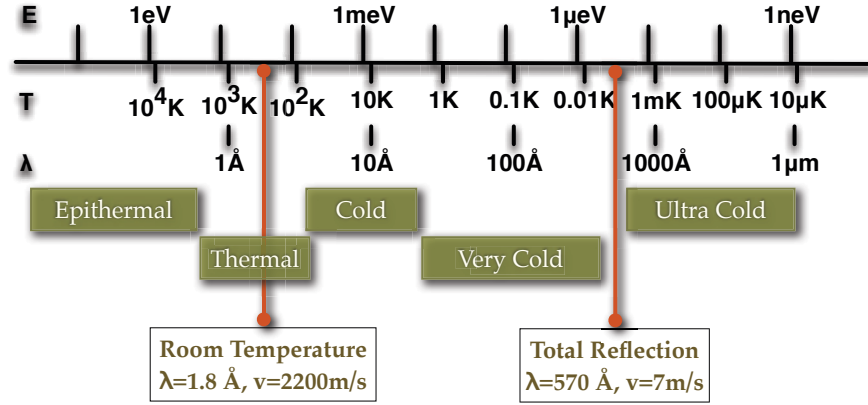 E 1eV 1meV 1µeV 1neV
T 10⁴K 10³K 10²K 10K 1K 0.1K 0.01K 1mK 100µK 10µK
λ 1Å 10Å 100Å 1000Å 1µm
Epithermal Cold Ultra Cold
Thermal Very Cold
Room Temperature
λ=1.8 Å, v=2200m/s
Total Reflection
λ=570 Å, v=7m/s